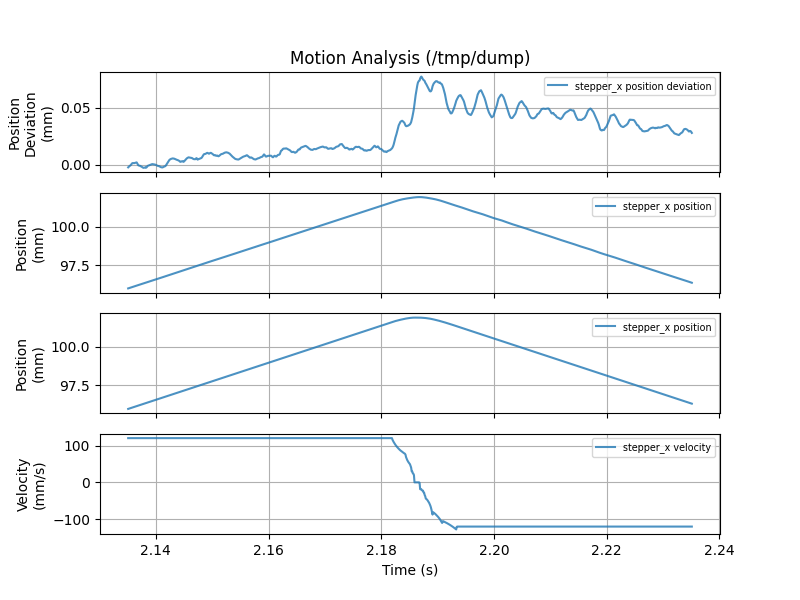 Motion Analysis (/tmp/dump)
Position
Deviation
(mm)
0.05
0.00
stepper_x position deviation
Position
(mm)
100.0
97.5
stepper_x position
Position
(mm)
100.0
97.5
stepper_x position
Velocity
(mm/s)
100
0
−100
stepper_x velocity
2.14 2.16 2.18 2.20 2.22 2.24
Time (s)